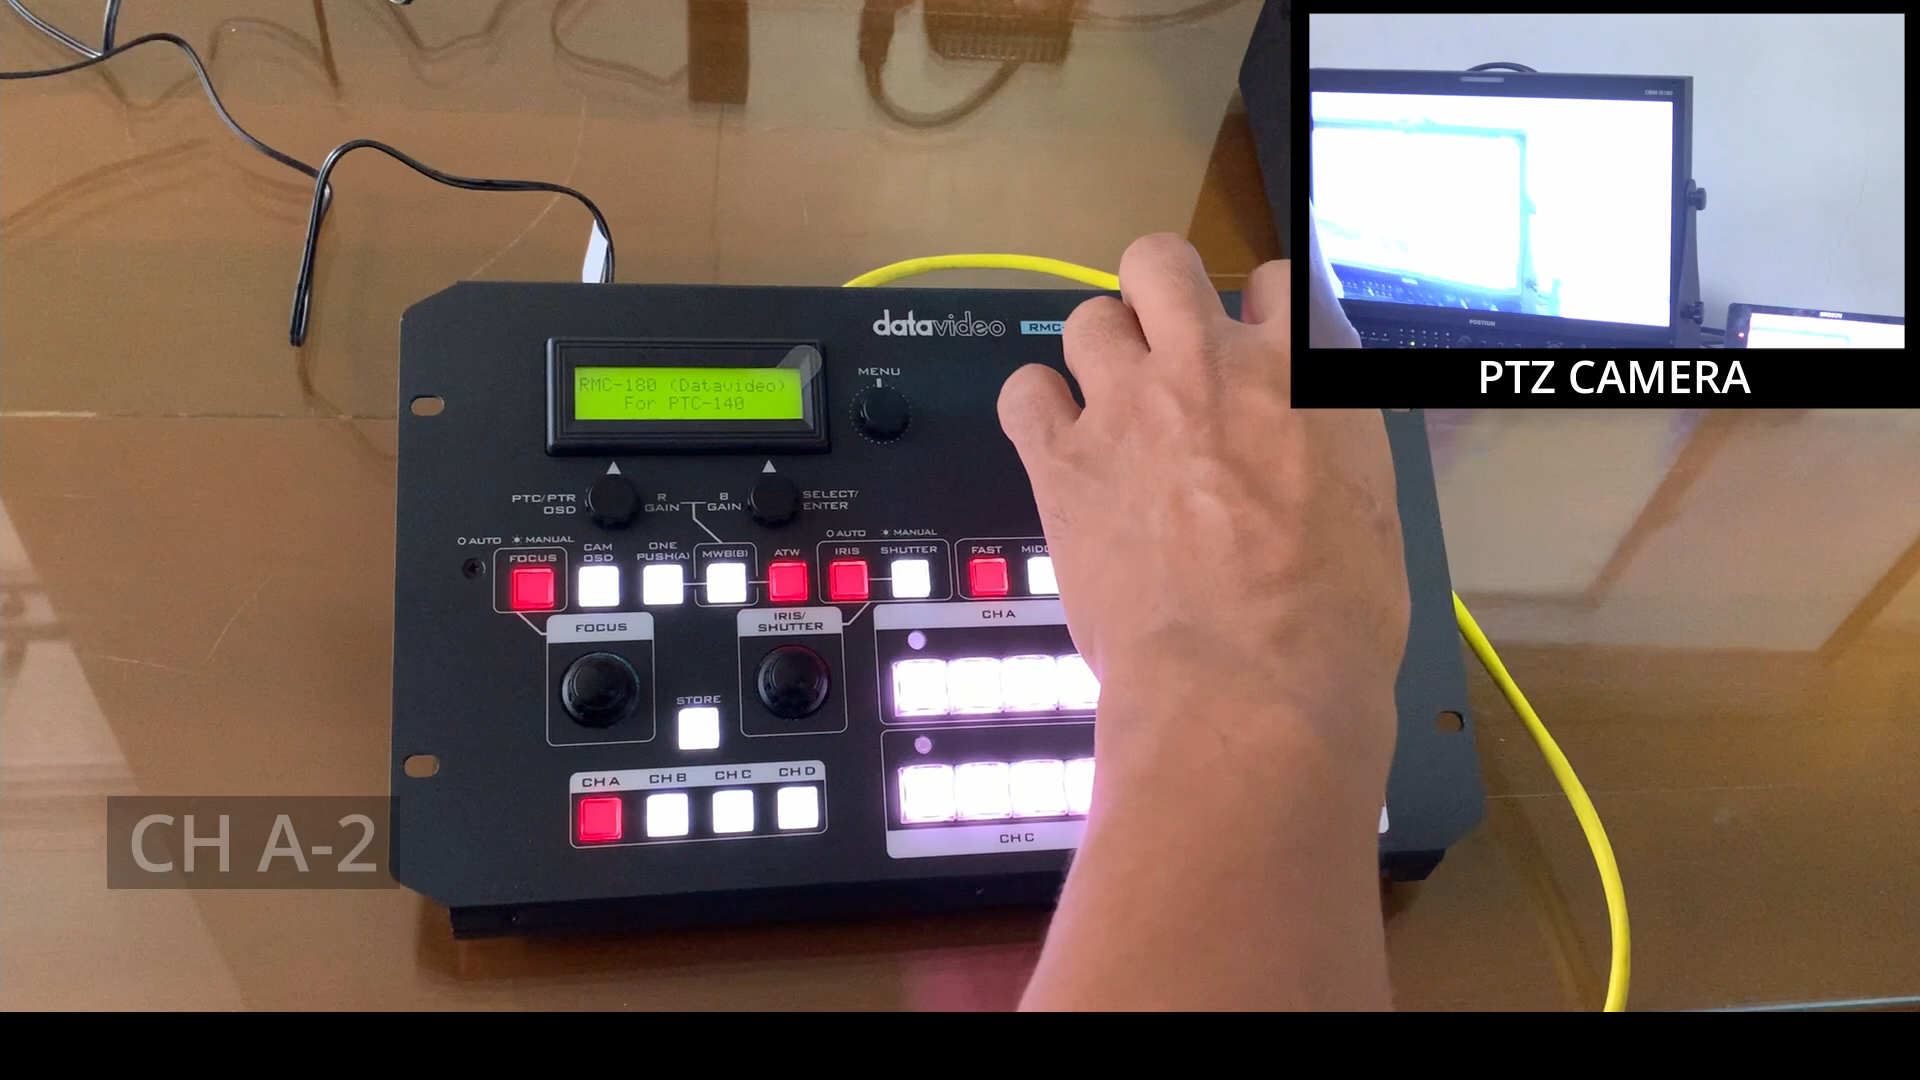 datavideo RMC-
RMC-180 (Datavideo)
For PTC-140
MENU
PTC/PTR
OSD
R
GAIN
B
GAIN
SELECT/
ENTER
AUTO MANUAL
FOCUS
CAM
OSD
ONE
PUSH(A)
MWB(B)
ATW
AUTO MANUAL
IRIS
SHUTTER
FAST
FOCUS
IRIS/
SHUTTER
CH A
STORE
CH A
CH B
CH C
CH D
CH C
CH A-2
POSTIUM
PTZ CAMERA